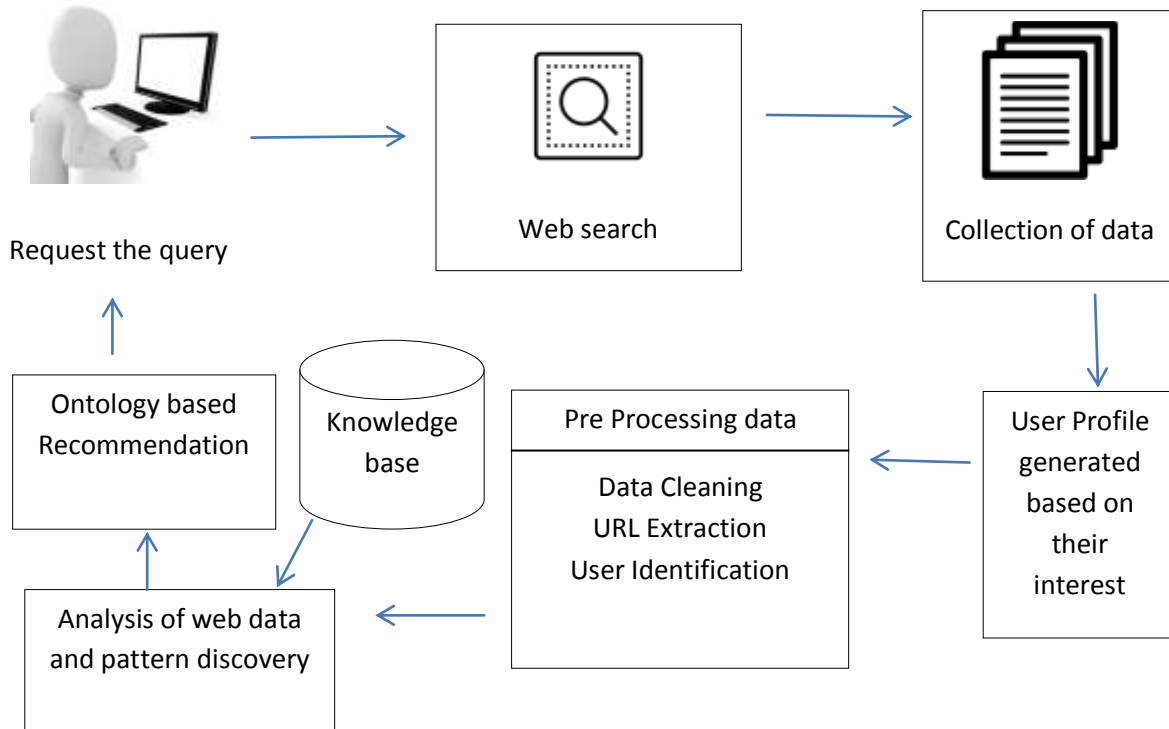 Request the query
Web search
Collection of data
User Profile
generated
based on
their
interest
Pre Processing data
Data Cleaning
URL Extraction
User Identification
Knowledge
base
Analysis of web data
and pattern discovery
Ontology based
Recommendation